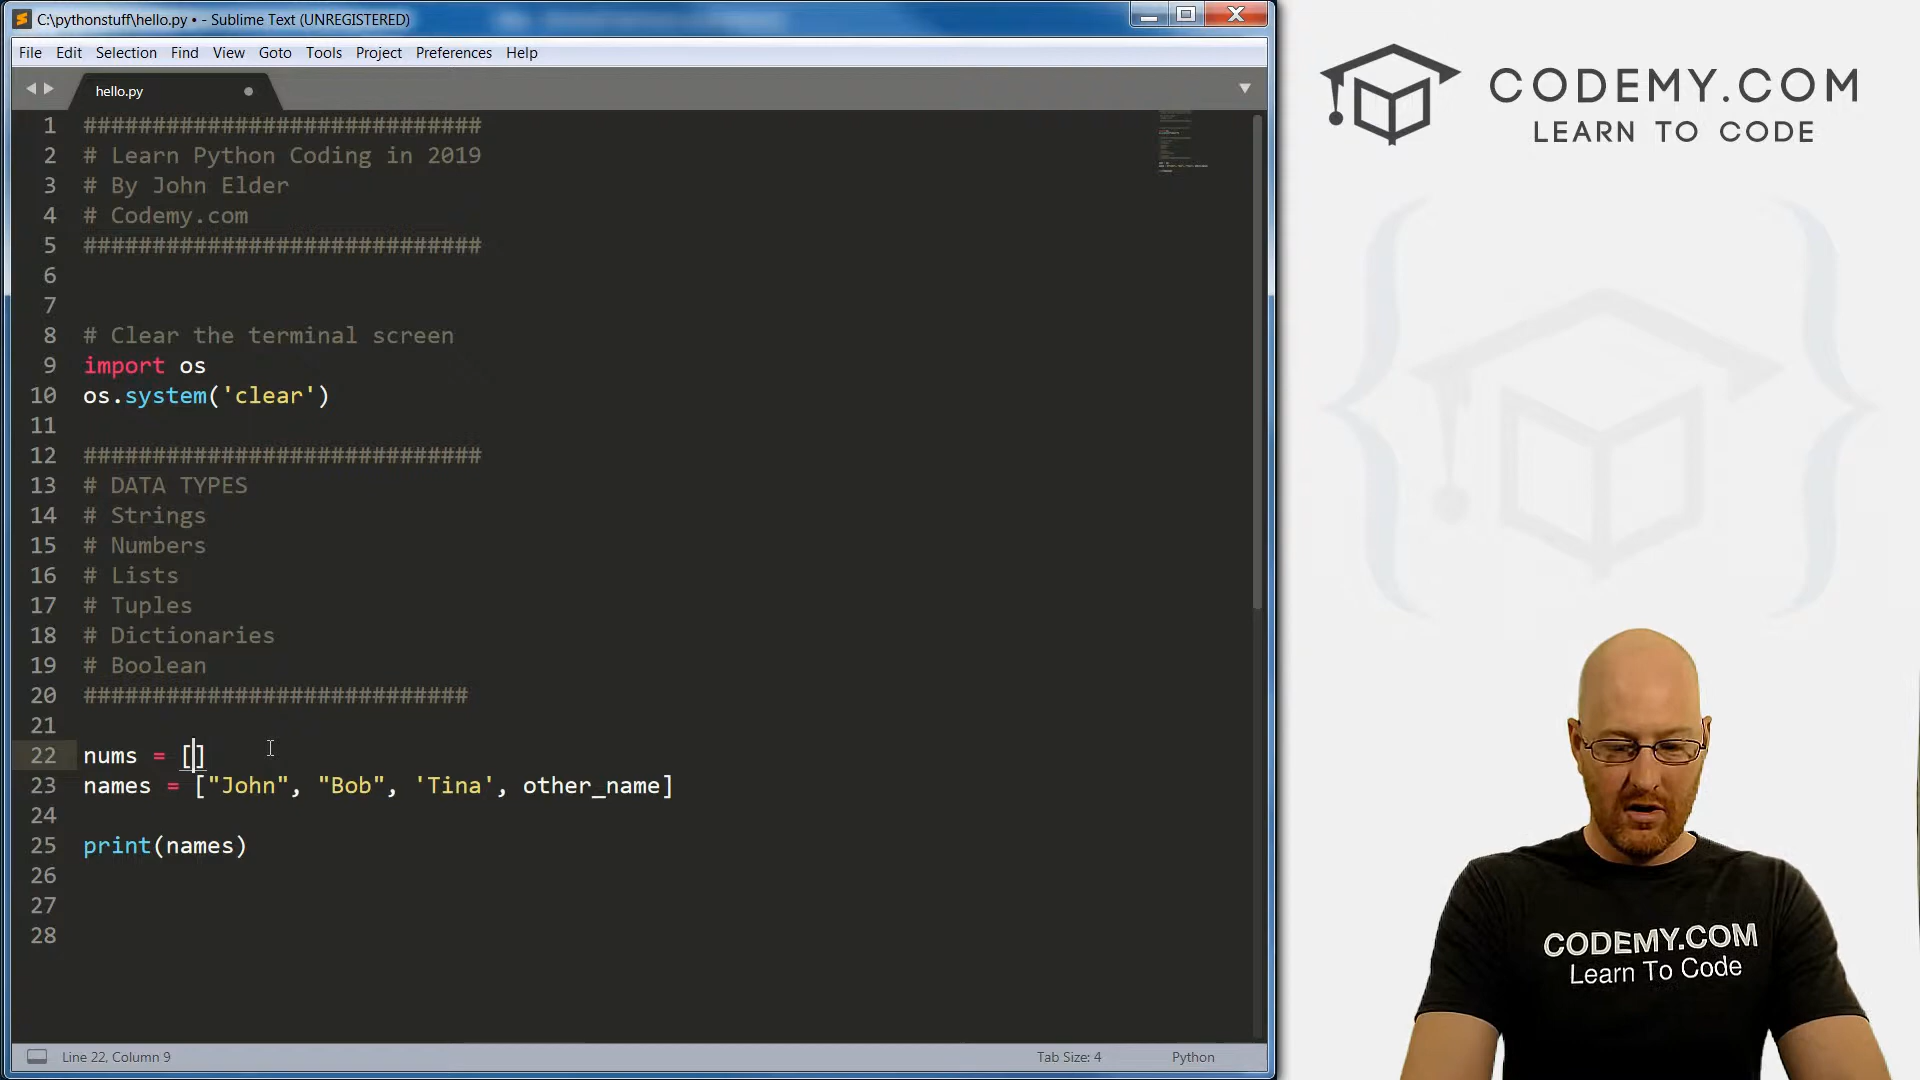 C:\pythonstuff\hello.py • - Sublime Text (UNREGISTERED)
File Edit Selection Find View Goto Tools Project Preferences Help
hello.py
1 #############################
2 # Learn Python Coding in 2019
3 # By John Elder
4 # Codemy.com
5 #############################
6
7
8 # Clear the terminal screen
9 import os
10 os.system('clear')
11
12 #############################
13 # DATA TYPES
14 # Strings
15 # Numbers
16 # Lists
17 # Tuples
18 # Dictionaries
19 # Boolean
20 ############################
21
22 nums = []
23 names = ["John", "Bob", 'Tina', other_name]
24
25 print(names)
26
27
28
Line 22, Column 9
Tab Size: 4
Python
CODEMY.COM
LEARN TO CODE
CODEMY.COM
Learn To Code